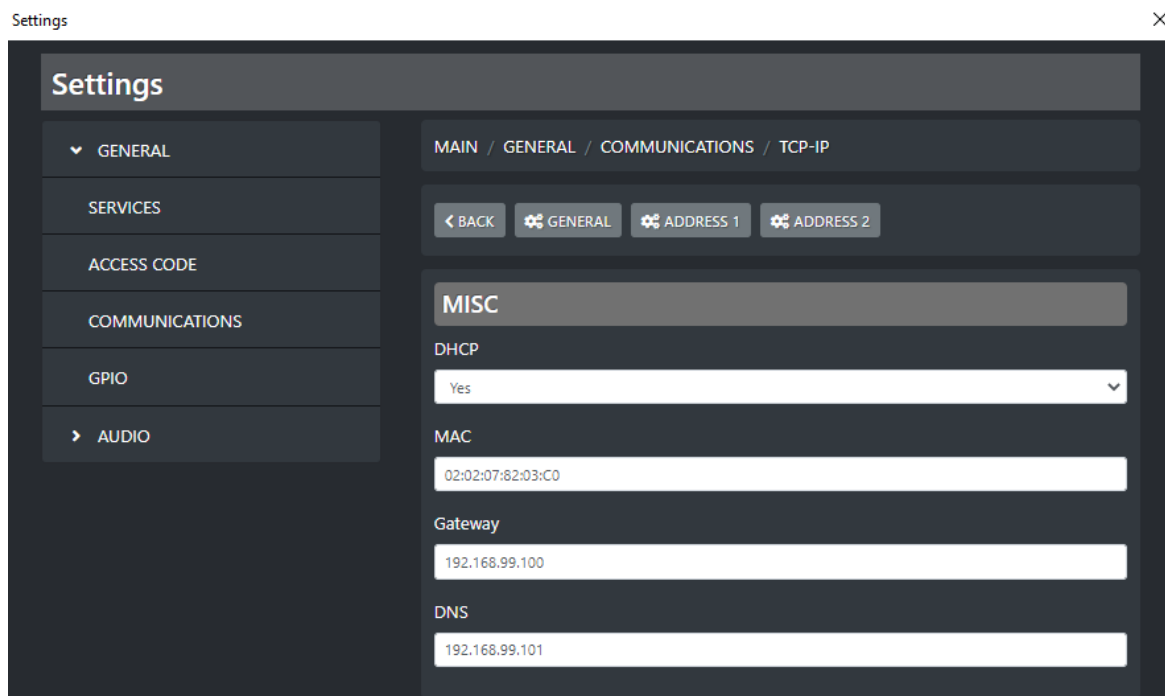 Settings
Settings
GENERAL
SERVICES
ACCESS CODE
COMMUNICATIONS
GPIO
AUDIO
MAIN / GENERAL / COMMUNICATIONS / TCP-IP
BACK GENERAL ADDRESS 1 ADDRESS 2
MISC
DHCP
Yes
MAC
02:02:07:82:03:C0
Gateway
192.168.99.100
DNS
192.168.99.101